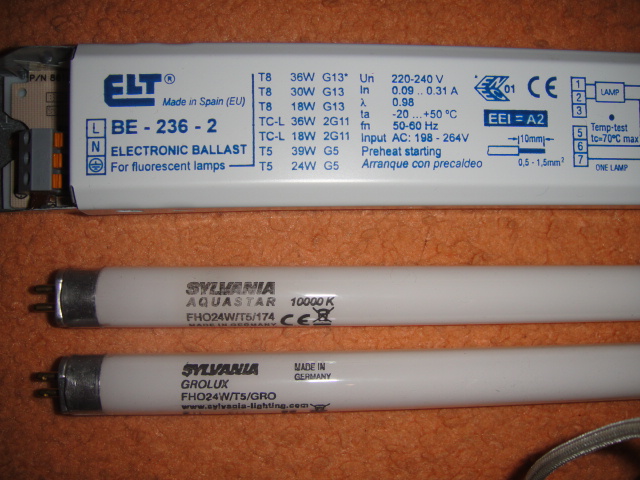 P/N
ELT®
Made in Spain (EU)
L
N
BE - 236 - 2
ELECTRONIC BALLAST
For fluorescent lamps
T8 36W G13*
T8 30W G13
T8 18W G13
TC-L 36W 2G11
TC-L 18W 2G11
T5 39W G5
T5 24W G5
Un 220-240 V
In 0.09 .. 0.31 A
λ 0.98
ta -20 ...+50 °C
fn 50-60 Hz
Input AC: 198 - 264V
Preheat starting
Arranque con precaldeo
ENEC 01
CE
EEI = A2
10mm
0,5 - 1,5mm²
1
2
3
LAMP
Temp-test
tc=70°C max
5
6
7
ONE LAMP
SYLVANIA
AQUASTAR 10000 K
FHO24W/T5/174
MADE IN GERMANY CE
SYLVANIA
GROLUX
FHO24W/T5/GRO
www.sylvania-lighting.com
MADE IN
GERMANY